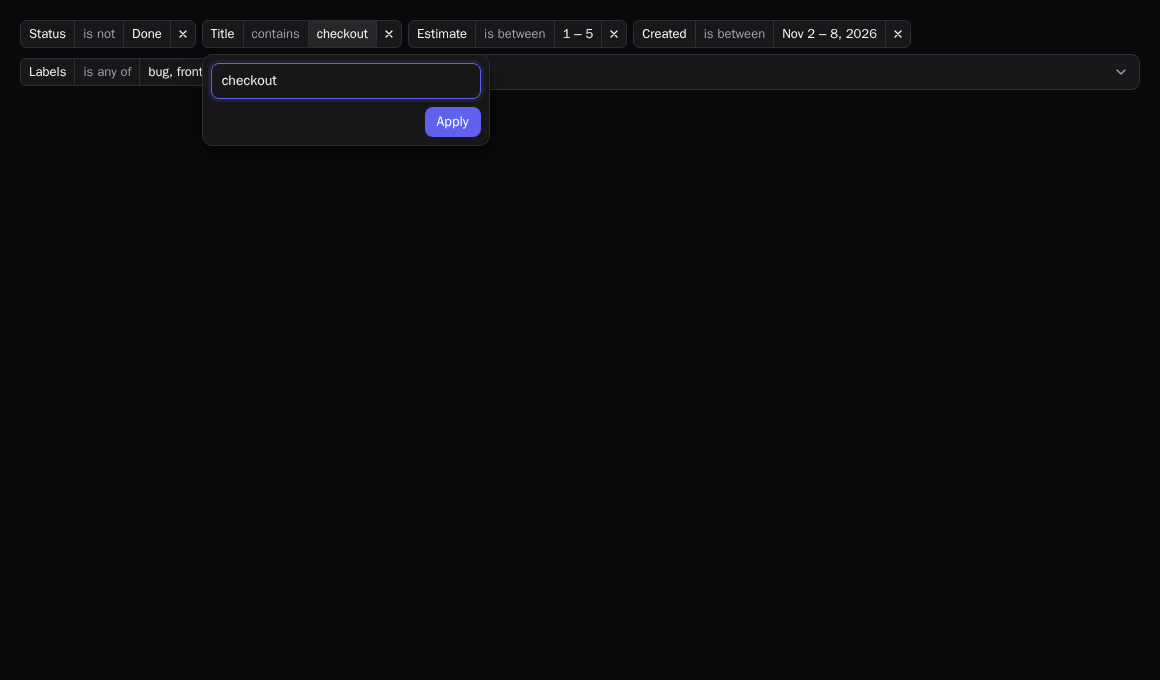 Status is not Done Title contains checkout Estimate is between 1 – 5 Created is between Nov 2 – 8, 2026
Labels is any of bug,
checkout
Apply